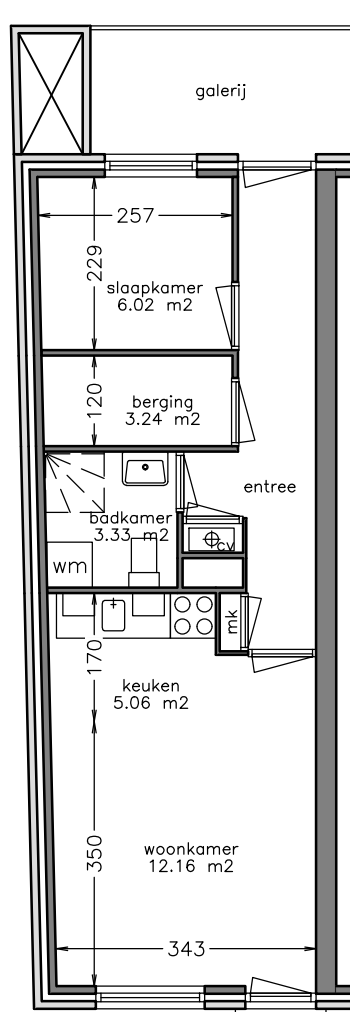 galerij
257
229
slaapkamer
6.02 m2
120
berging
3.24 m2
entree
badkamer
3.33 m2
cv
wm
mk
170
keuken
5.06 m2
350
woonkamer
12.16 m2
343